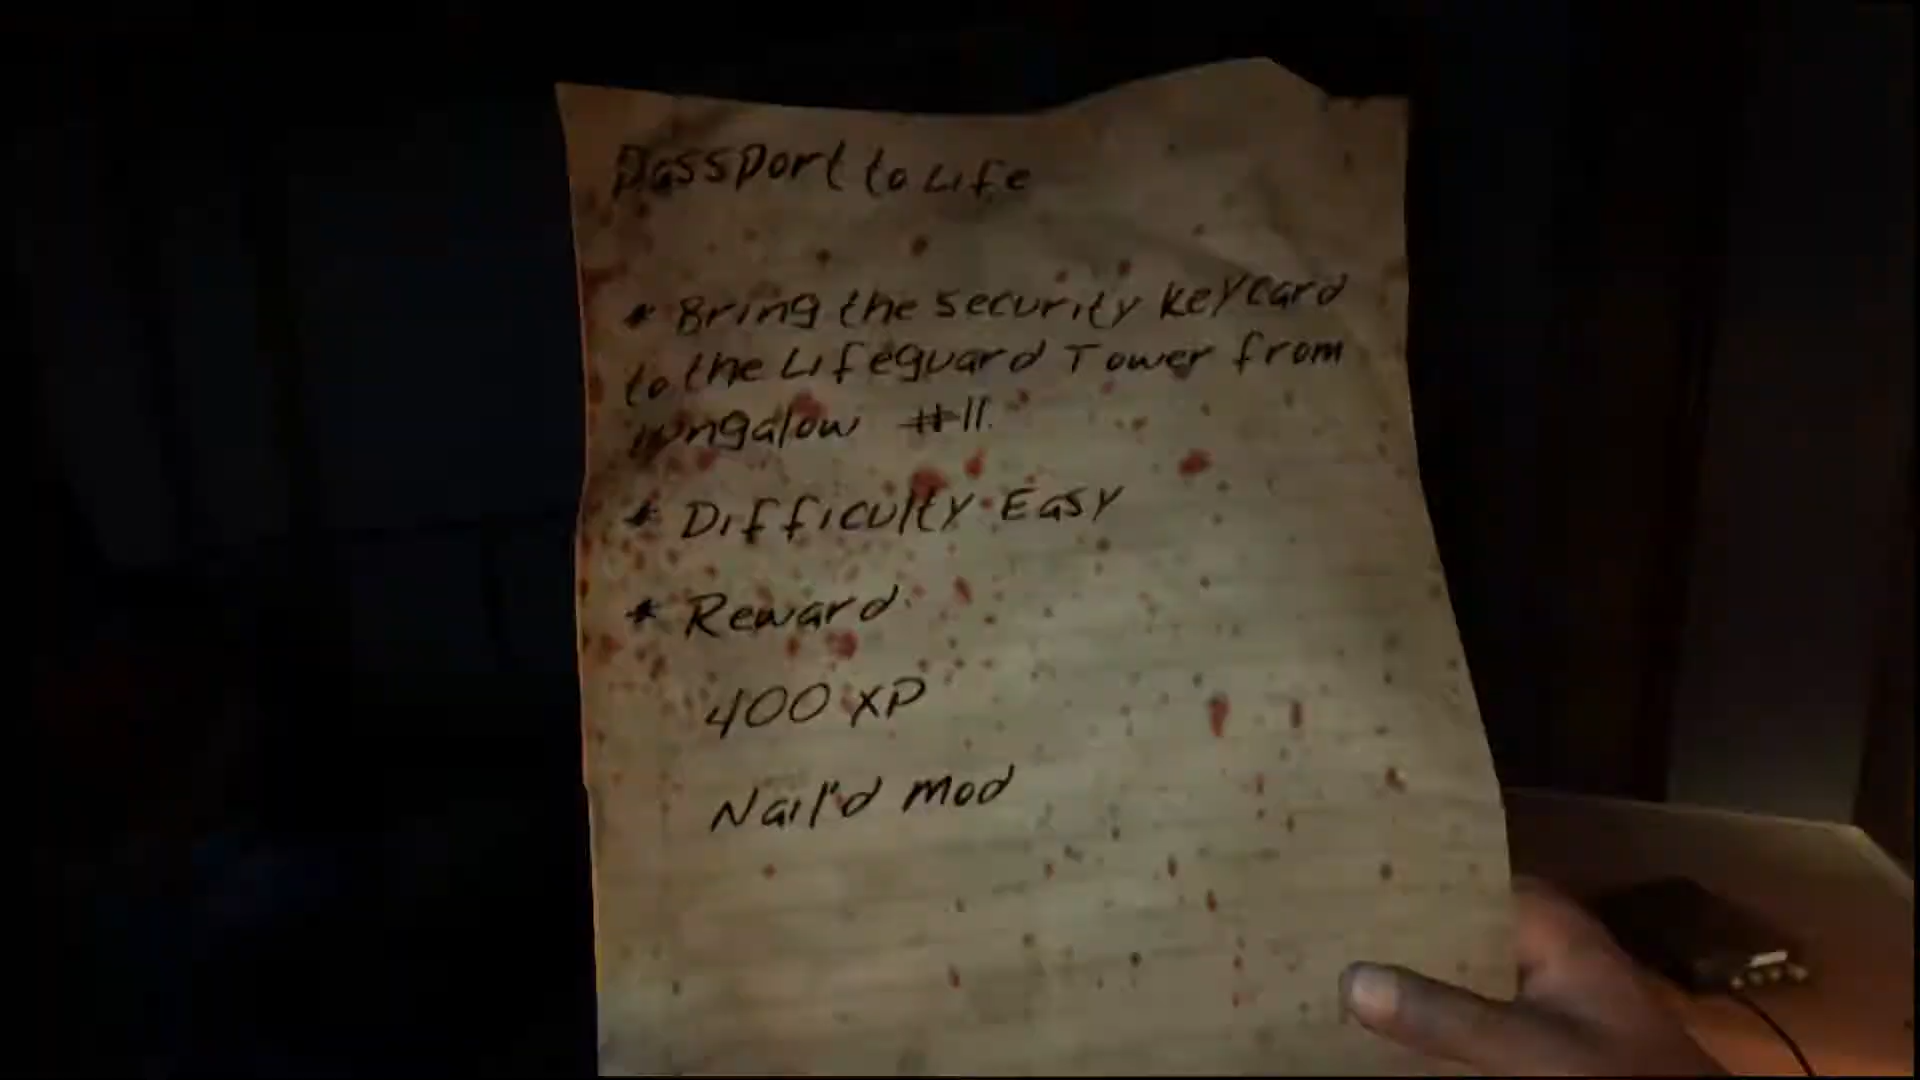 Passport to Life
* Bring the security keycard
to the Lifeguard Tower from
bungalow #11.
* Difficulty Easy
* Reward
400 XP
Nail'd mod